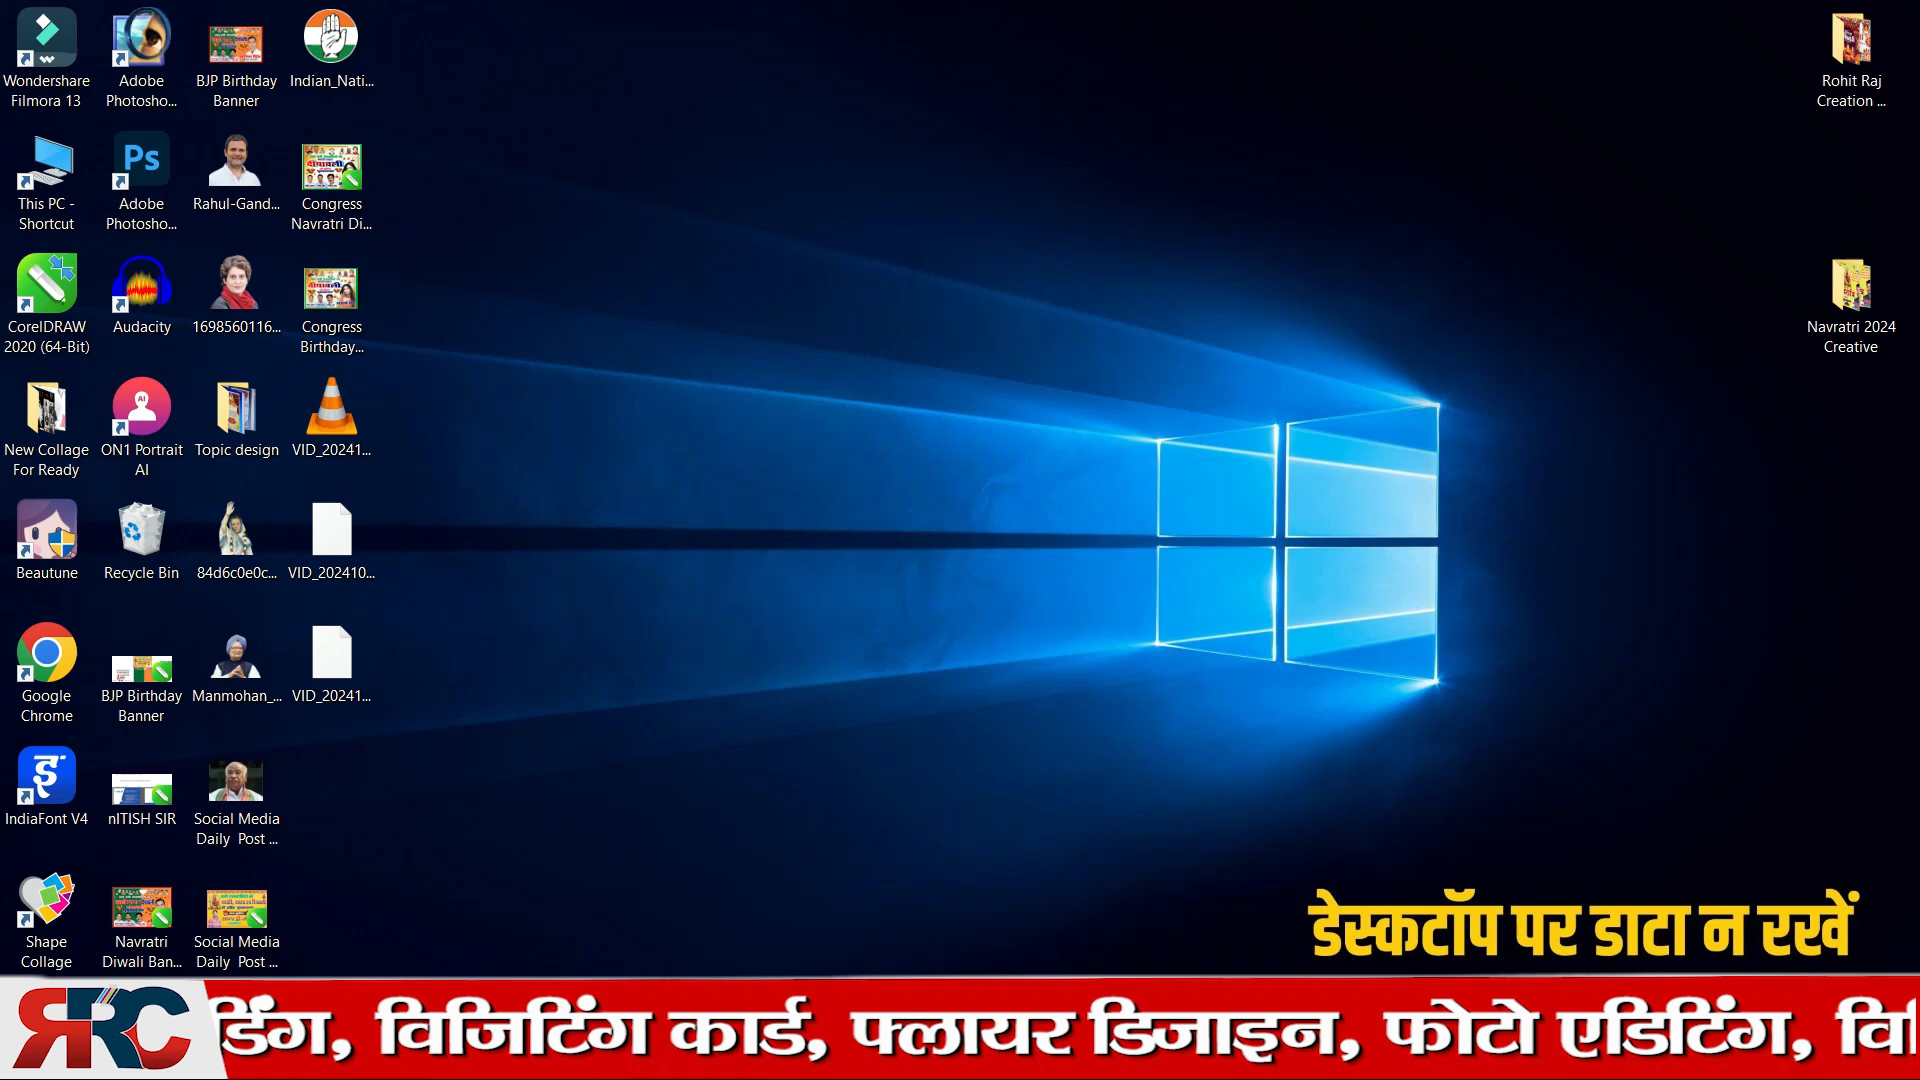 Wondershare
Filmora 13
Adobe
Photosho...
BJP Birthday
Banner
Indian_Nati...
Rohit Raj
Creation ...
This PC -
Shortcut
Ps
Adobe
Photosho...
Rahul-Gand...
दीपावली
Congress
Navratri Di...
CorelDRAW
2020 (64-Bit)
Audacity
1698560116...
दीपावली
Congress
Birthday...
Navratri 2024
Creative
New Collage
For Ready
AI
ON1 Portrait
AI
Topic design
VID_20241...
Beautune
Recycle Bin
84d6c0e0c...
VID_202410...
Google
Chrome
BJP Birthday
Banner
Manmohan_...
VID_20241...
इ
IndiaFont V4
nITISH SIR
Social Media
Daily  Post ...
Shape
Collage
Navratri
Diwali Ban...
Social Media
Daily  Post ...
डेस्कटॉप पर डाटा न रखें
RRC
डिंग, विजिटिंग कार्ड, फ्लायर डिजाइन, फोटो एडिटिंग, वि